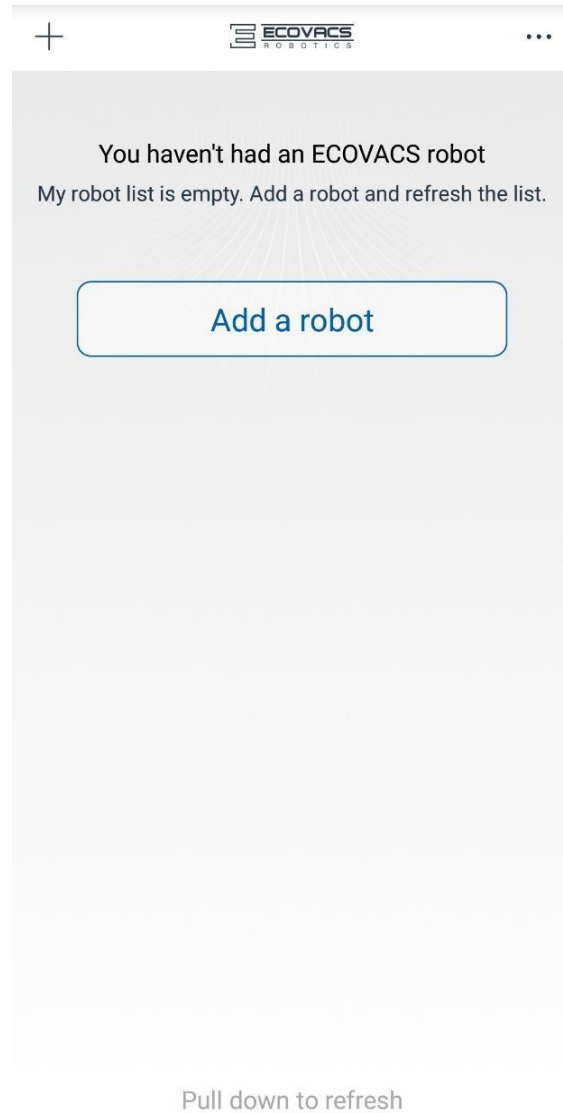 ECOVACS
ROBOTICS
You haven't had an ECOVACS robot
My robot list is empty. Add a robot and refresh the list.
Add a robot
Pull down to refresh